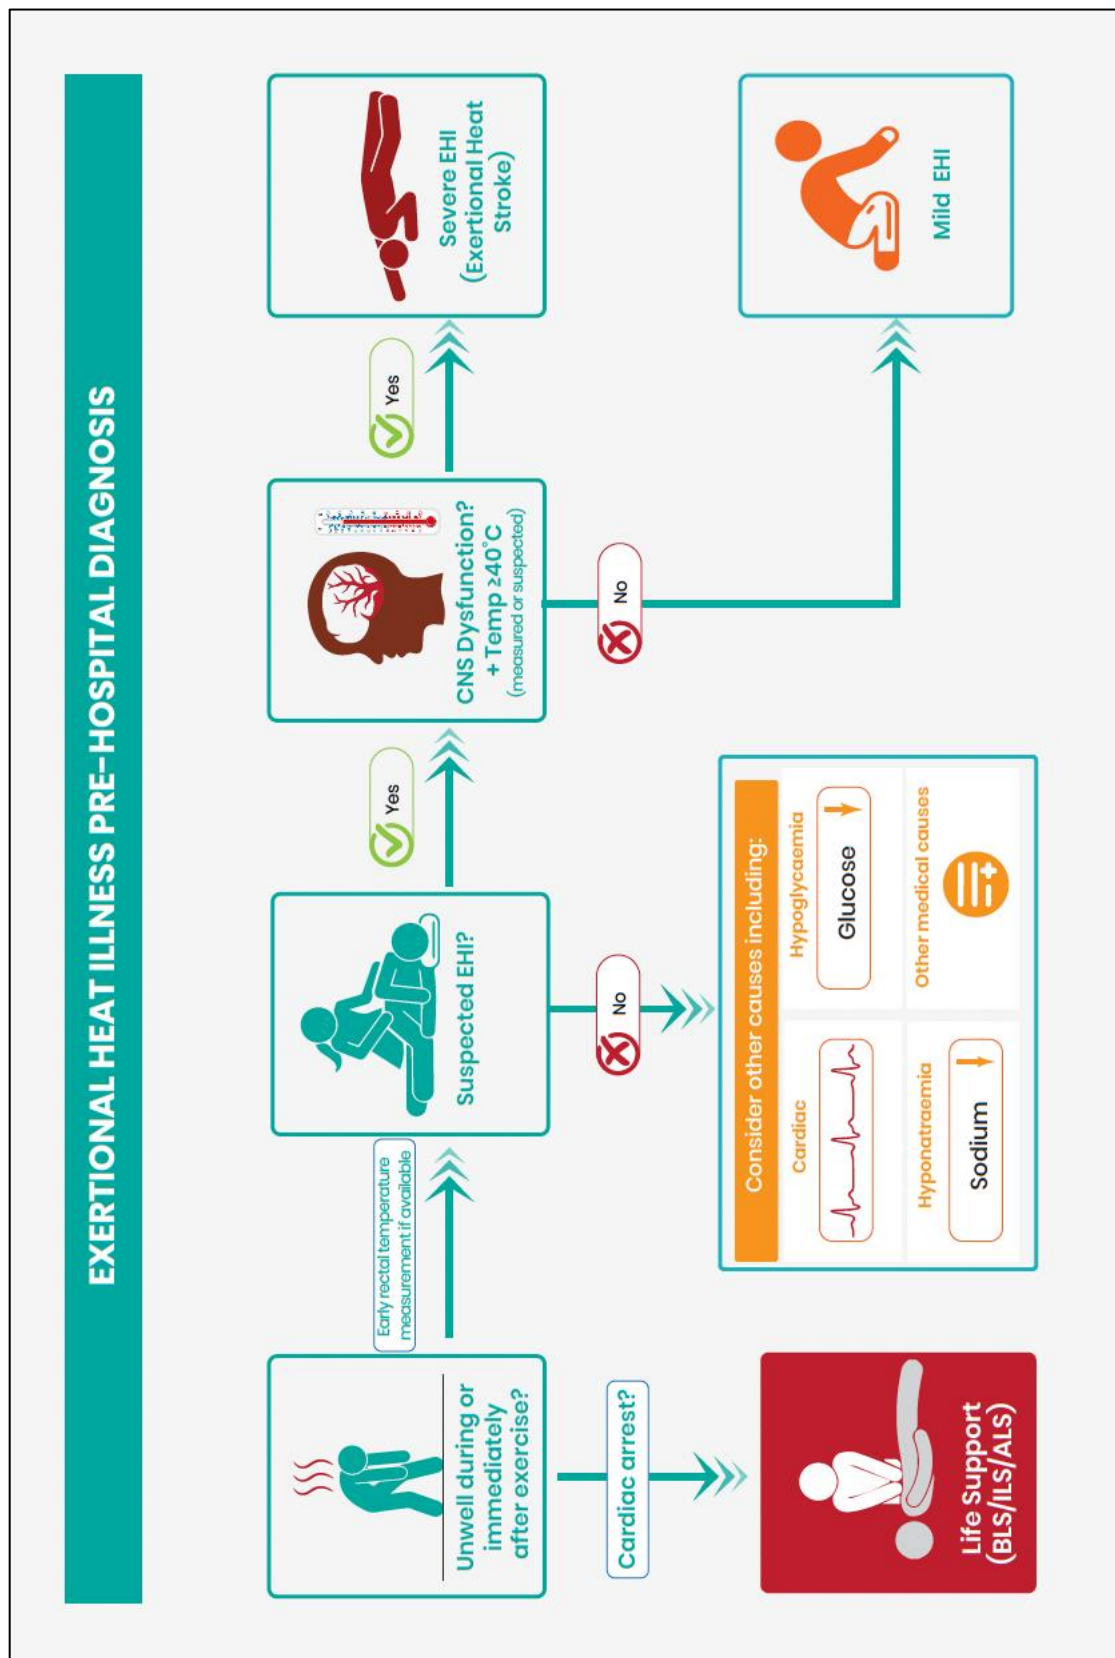 EXERTIONAL HEAT ILLNESS PRE-HOSPITAL DIAGNOSIS
Unwell during or
immediately
after exercise?
Early rectal temperature
measurement if available
Suspected EHI?
Yes
CNS Dysfunction?
+ Temp ≥40°C
(measured or suspected)
Yes
Severe EHI
(Exertional Heat
Stroke)
Cardiac arrest?
No
No
Life Support
(BLS/ILS/ALS)
Consider other causes including:
Cardiac
Hypoglycaemia
Glucose
Hyponatraemia
Sodium
Other medical causes
Mild EHI